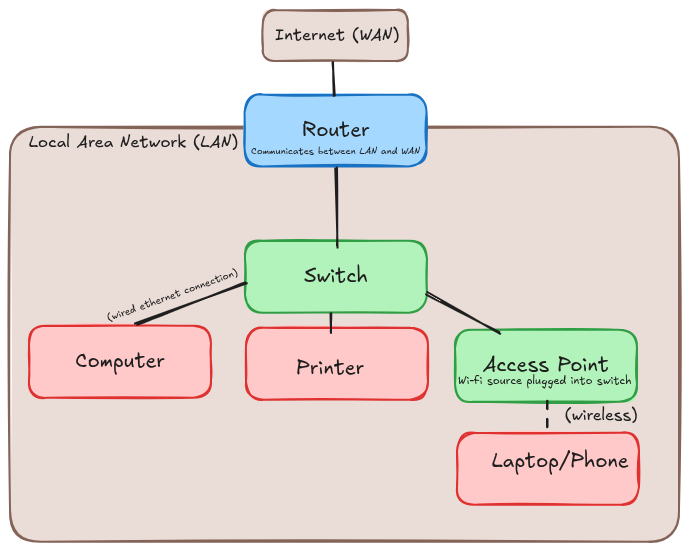 Internet (WAN)
Router
Communicates between LAN and WAN
Local Area Network (LAN)
Switch
(wired ethernet connection)
Computer
Printer
Access Point
Wi-fi source plugged into switch
(wireless)
Laptop/Phone